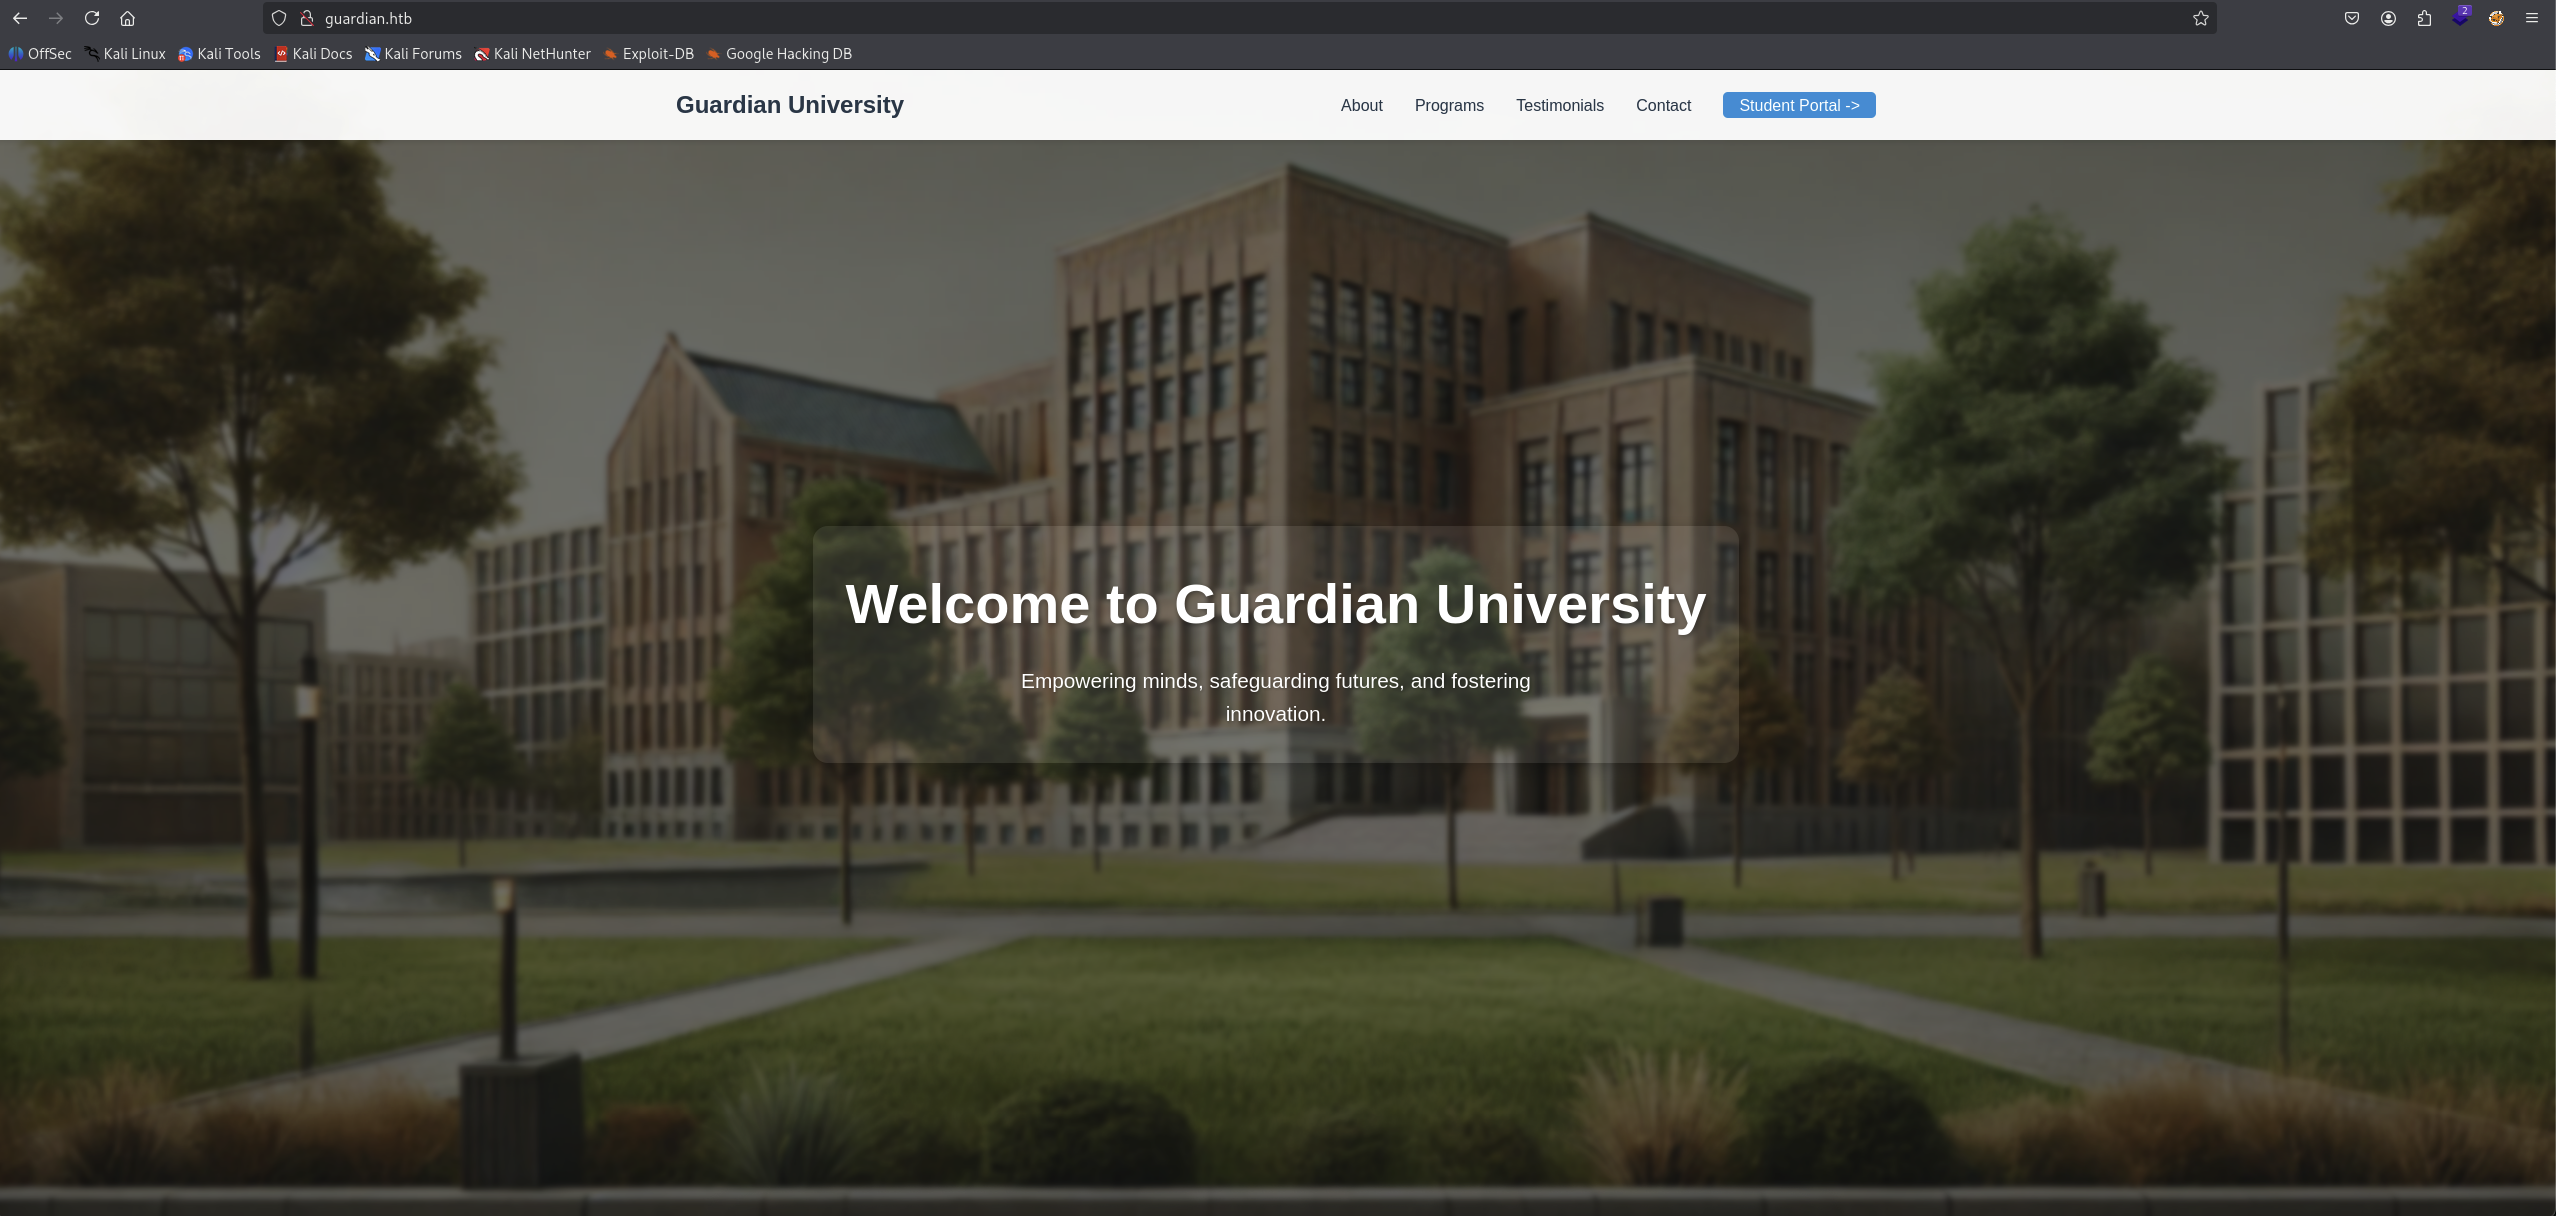 guardian.htb
2
OffSec Kali Linux Kali Tools Kali Docs Kali Forums Kali NetHunter Exploit-DB Google Hacking DB
Guardian University About Programs Testimonials Contact Student Portal ->
Welcome to Guardian University
Empowering minds, safeguarding futures, and fostering
innovation.